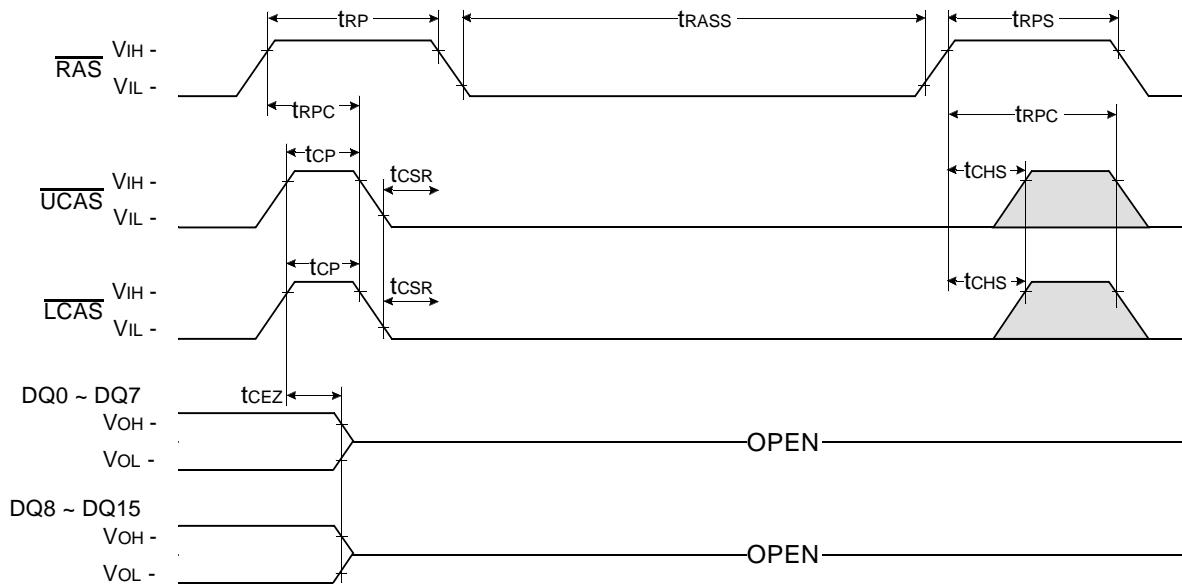 tRP tRASS tRPS
RAS VIH -
VIL -
tRPC tRPC
tCP tCSR tCHS
UCAS VIH -
VIL -
tCP tCSR tCHS
LCAS VIH -
VIL -
DQ0 ~ DQ7 tCEZ
VOH -
VOL -
OPEN
DQ8 ~ DQ15
VOH -
VOL -
OPEN